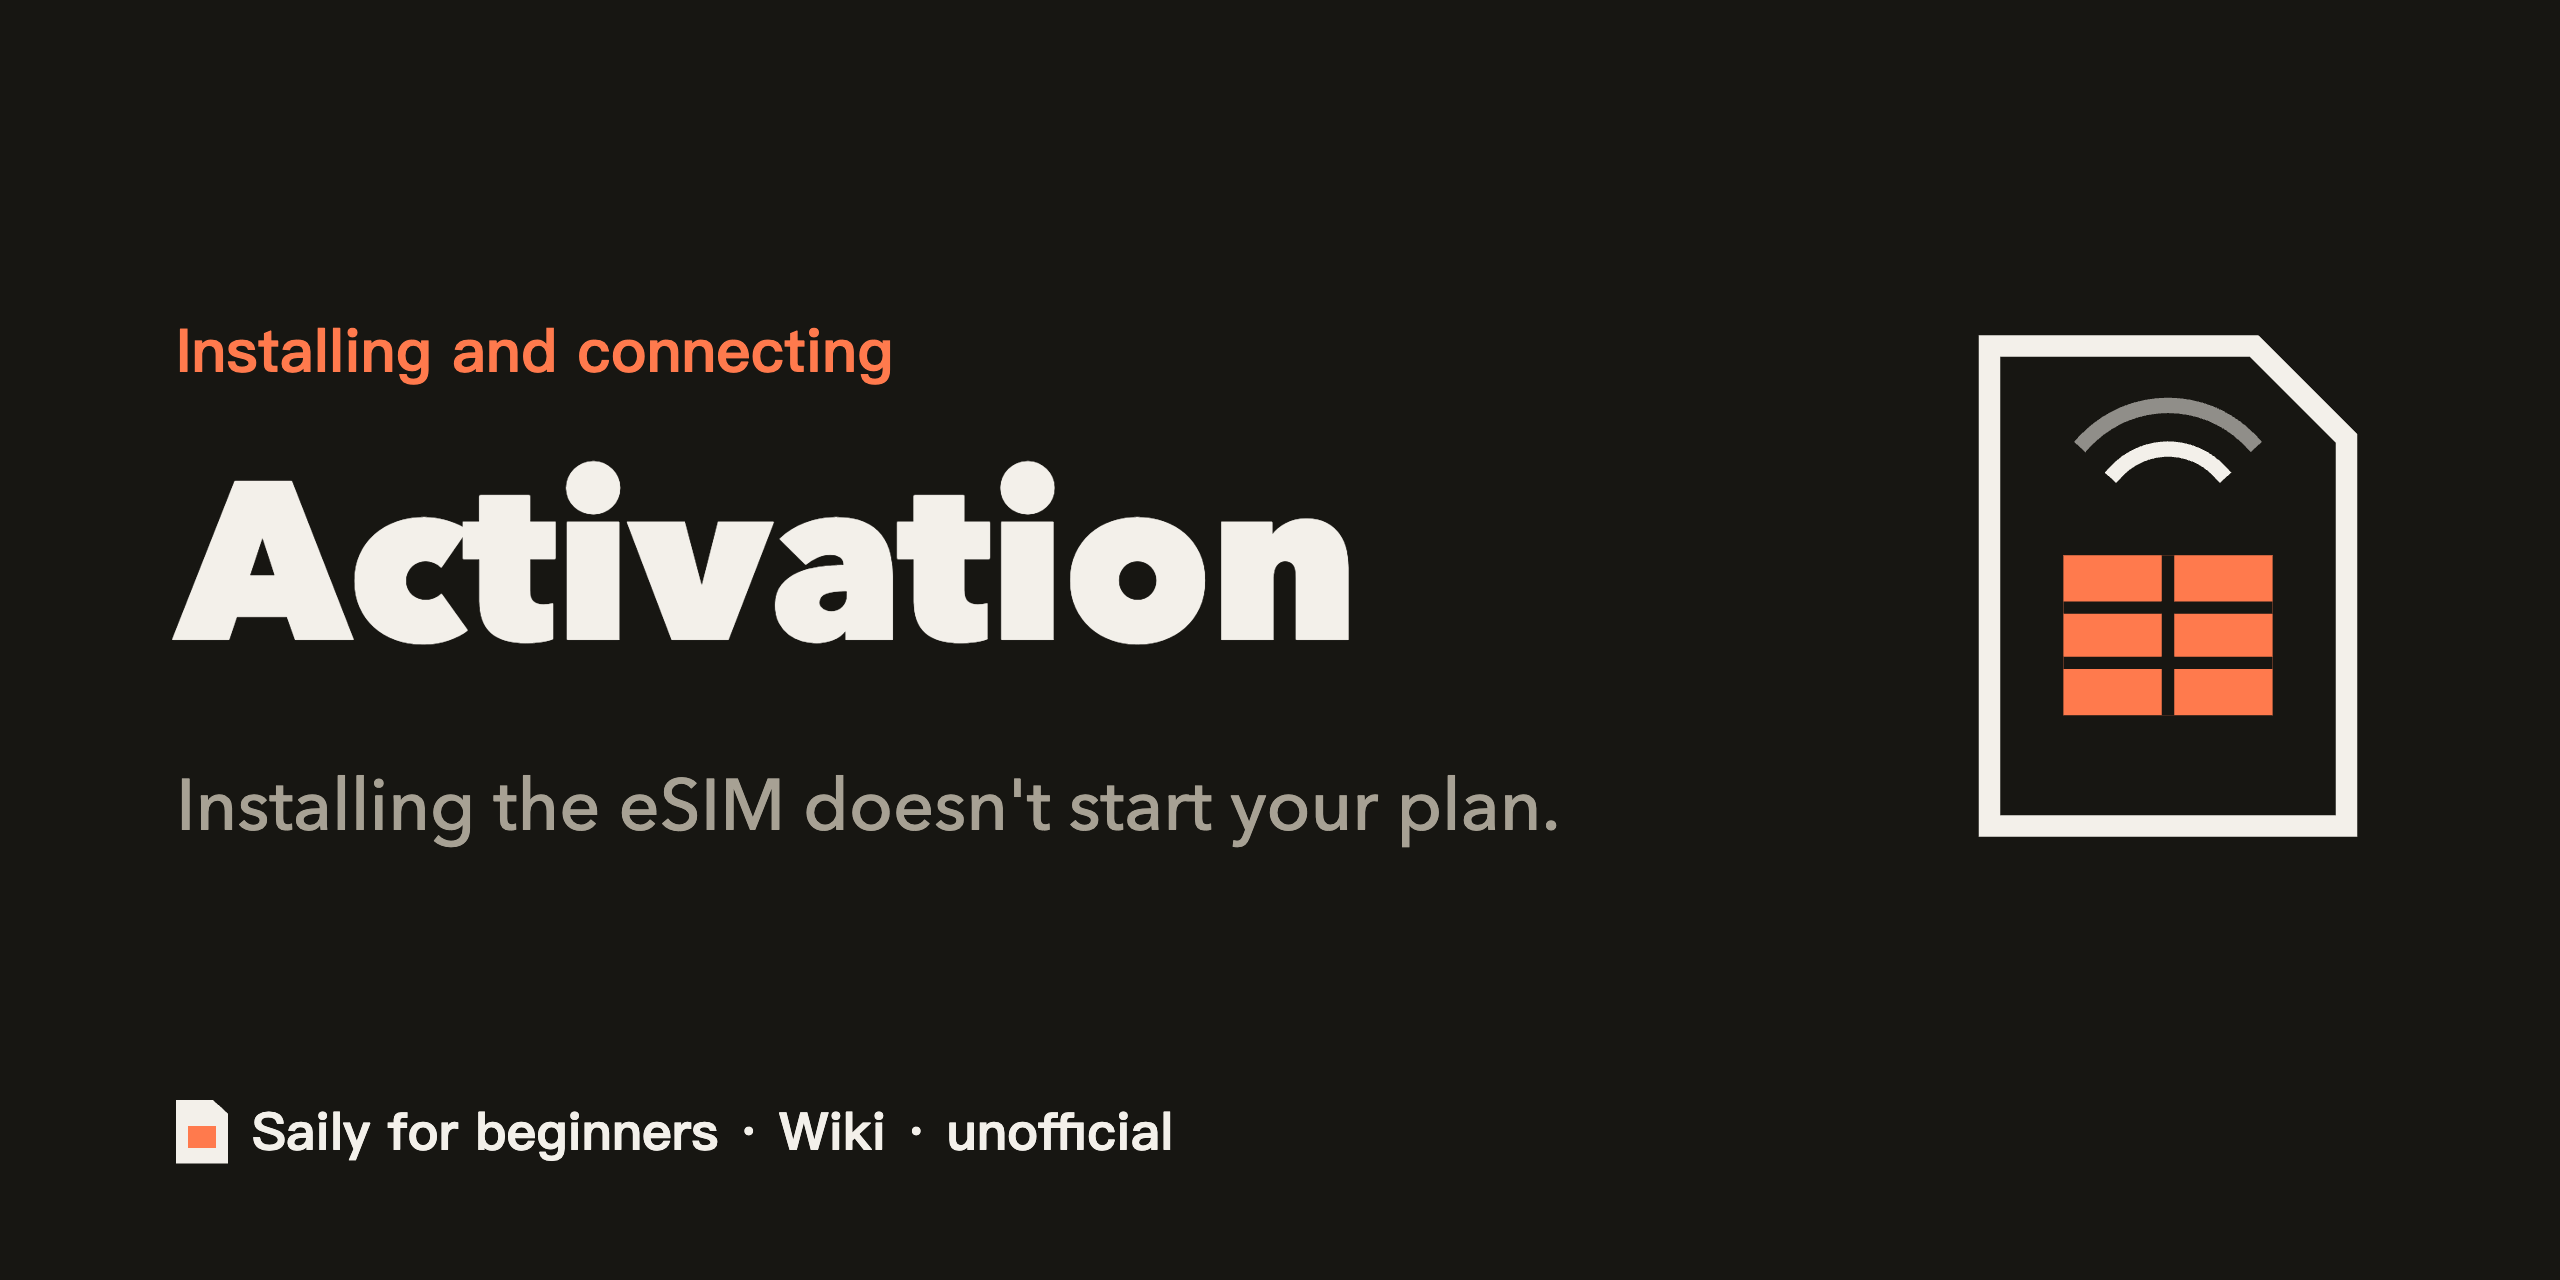 Installing and connecting
Activation
Installing the eSIM doesn't start your plan.
Saily for beginners · Wiki · unofficial